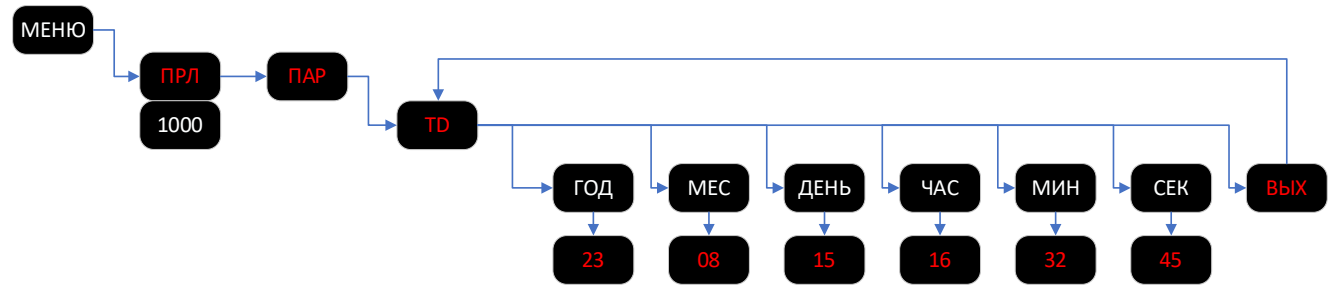 МЕНЮ
ПРЛ
ПАР
1000
TD
ГОД
МЕС
ДЕНЬ
ЧАС
МИН
СЕК
ВЫХ
23
08
15
16
32
45